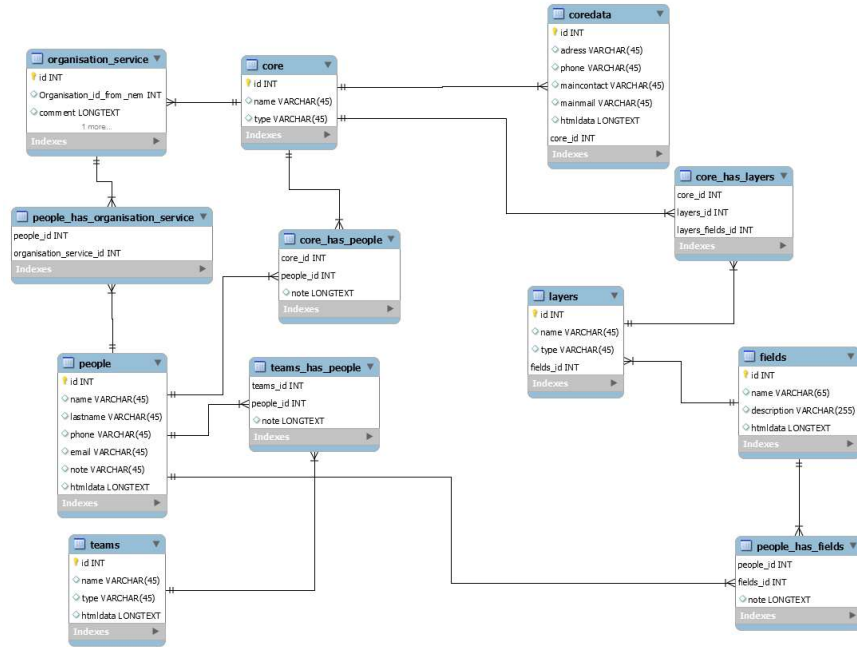 organisation_service
id INT
Organisation_id_from_nem INT
comment LONGTEXT
1 more...
Indexes
core
id INT
name VARCHAR(45)
type VARCHAR(45)
Indexes
coredata
id INT
adress VARCHAR(45)
phone VARCHAR(45)
maincontact VARCHAR(45)
mainmail VARCHAR(45)
htmldata LONGTEXT
core_id INT
Indexes
core_has_layers
core_id INT
layers_id INT
layers_fields_id INT
Indexes
people_has_organisation_service
people_id INT
organisation_service_id INT
Indexes
core_has_people
core_id INT
people_id INT
note LONGTEXT
Indexes
layers
id INT
name VARCHAR(45)
type VARCHAR(45)
fields_id INT
Indexes
people
id INT
name VARCHAR(45)
lastname VARCHAR(45)
phone VARCHAR(45)
email VARCHAR(45)
note VARCHAR(45)
htmldata LONGTEXT
Indexes
teams_has_people
teams_id INT
people_id INT
note LONGTEXT
Indexes
fields
id INT
name VARCHAR(65)
description VARCHAR(255)
htmldata LONGTEXT
Indexes
teams
id INT
name VARCHAR(45)
type VARCHAR(45)
htmldata LONGTEXT
Indexes
people_has_fields
people_id INT
fields_id INT
note LONGTEXT
Indexes